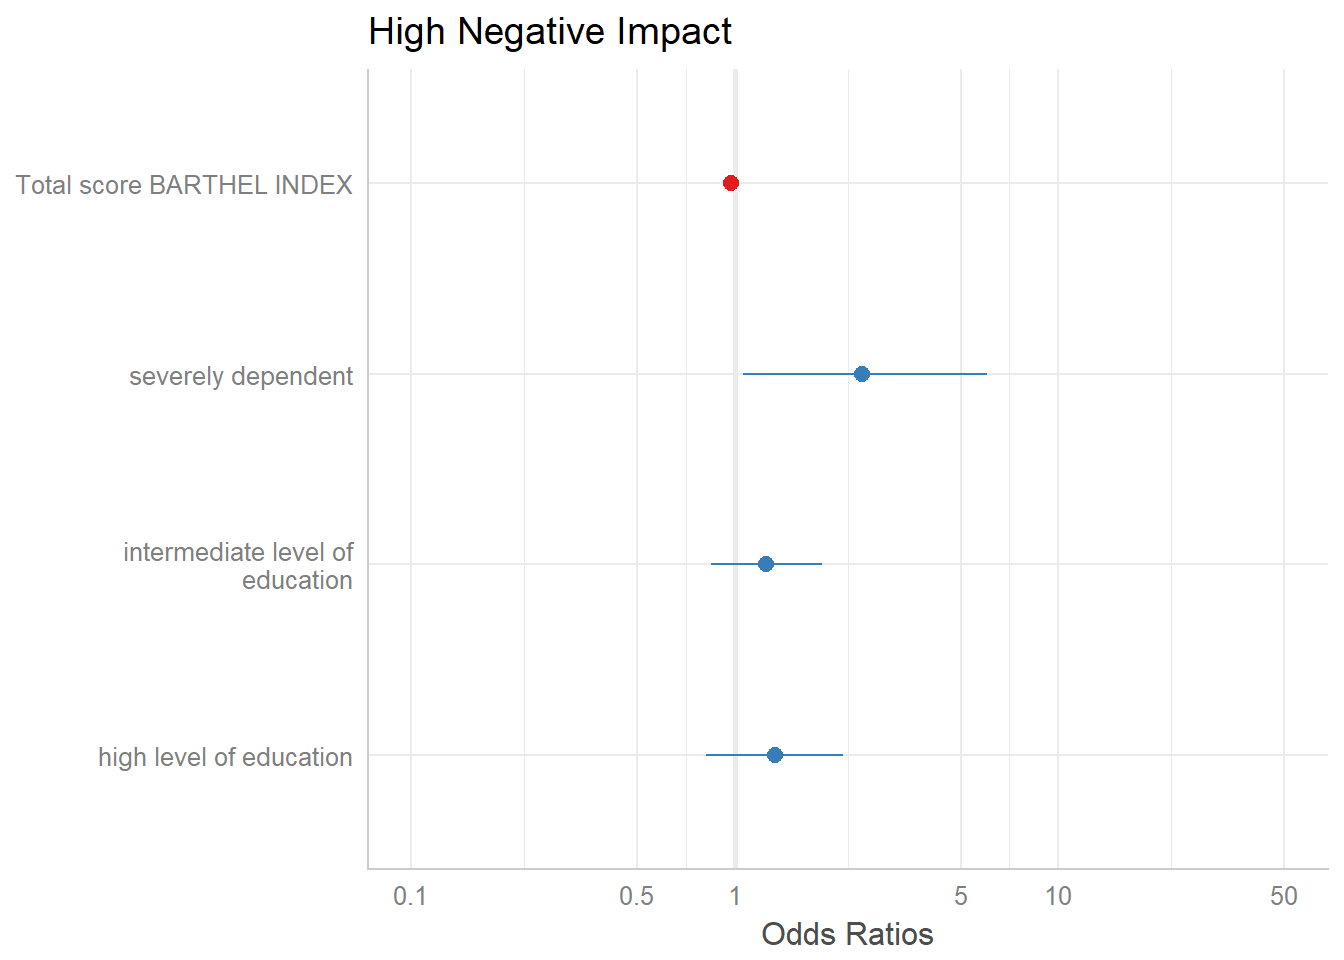 High Negative Impact
Total score BARTHEL INDEX
severely dependent
intermediate level of
education
high level of education
0.1 0.5 1 5 10 50
Odds Ratios